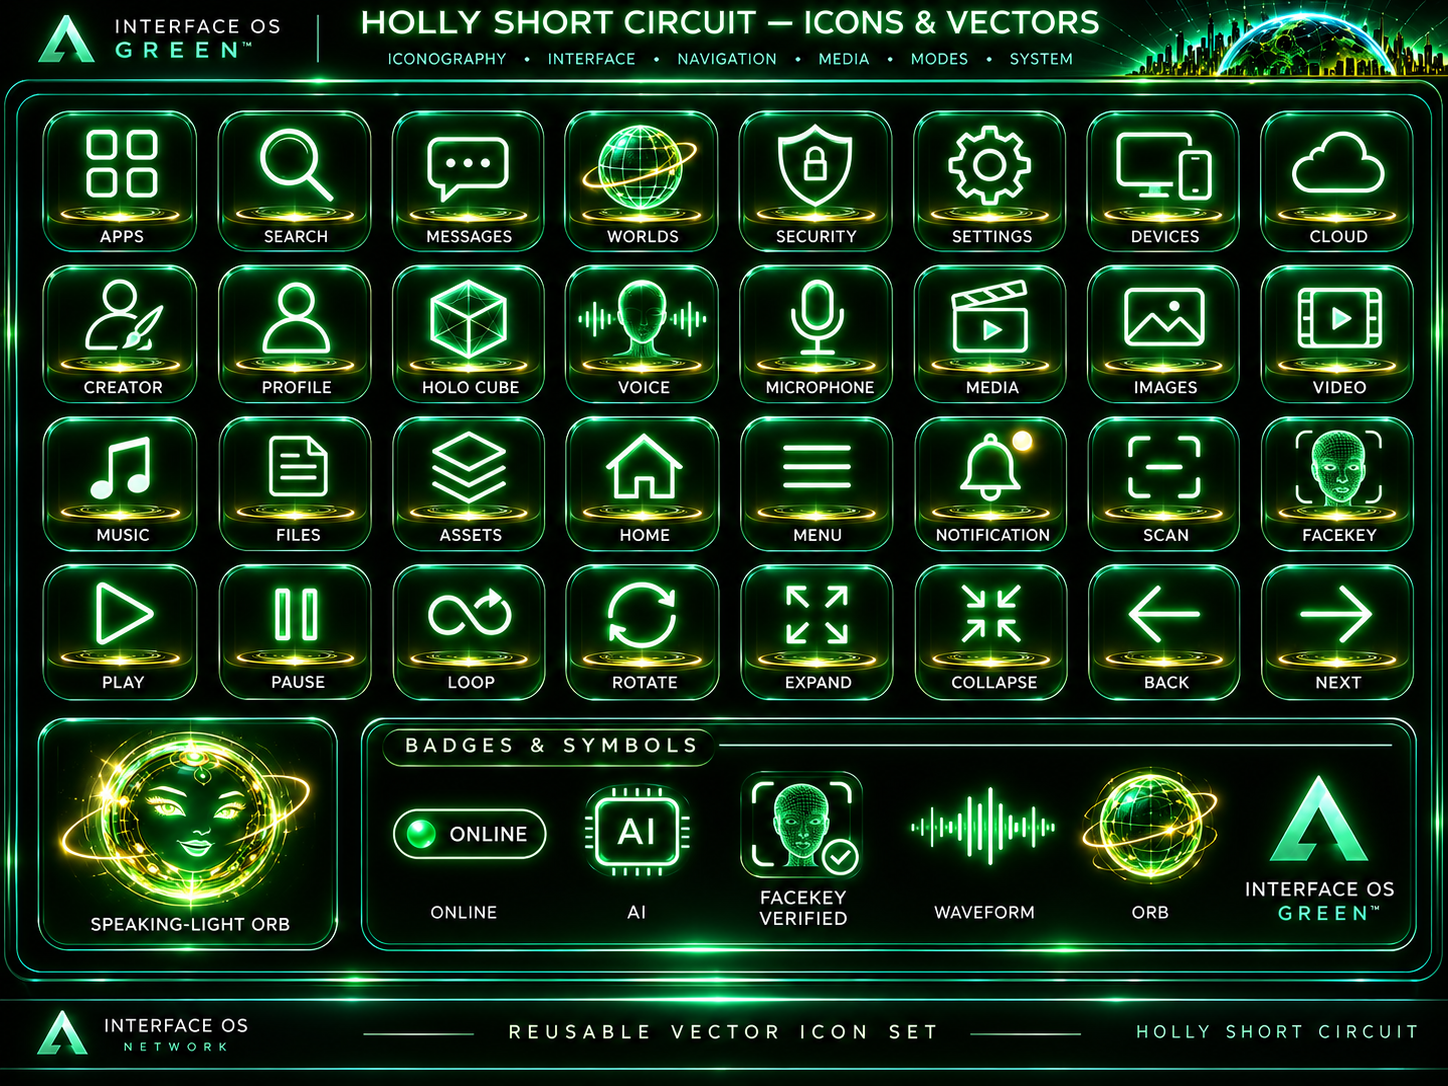 INTERFACE OS
GREEN™
HOLLY SHORT CIRCUIT — ICONS & VECTORS
ICONOGRAPHY • INTERFACE • NAVIGATION • MEDIA • MODES • SYSTEM
APPS
SEARCH
MESSAGES
WORLDS
SECURITY
SETTINGS
DEVICES
CLOUD
CREATOR
PROFILE
HOLO CUBE
VOICE
MICROPHONE
MEDIA
IMAGES
VIDEO
MUSIC
FILES
ASSETS
HOME
MENU
NOTIFICATION
SCAN
FACEKEY
PLAY
PAUSE
LOOP
ROTATE
EXPAND
COLLAPSE
BACK
NEXT
SPEAKING-LIGHT ORB
BADGES & SYMBOLS
ONLINE
ONLINE
AI
AI
FACEKEY
VERIFIED
WAVEFORM
ORB
INTERFACE OS
GREEN™
INTERFACE OS
NETWORK
REUSABLE VECTOR ICON SET
HOLLY SHORT CIRCUIT